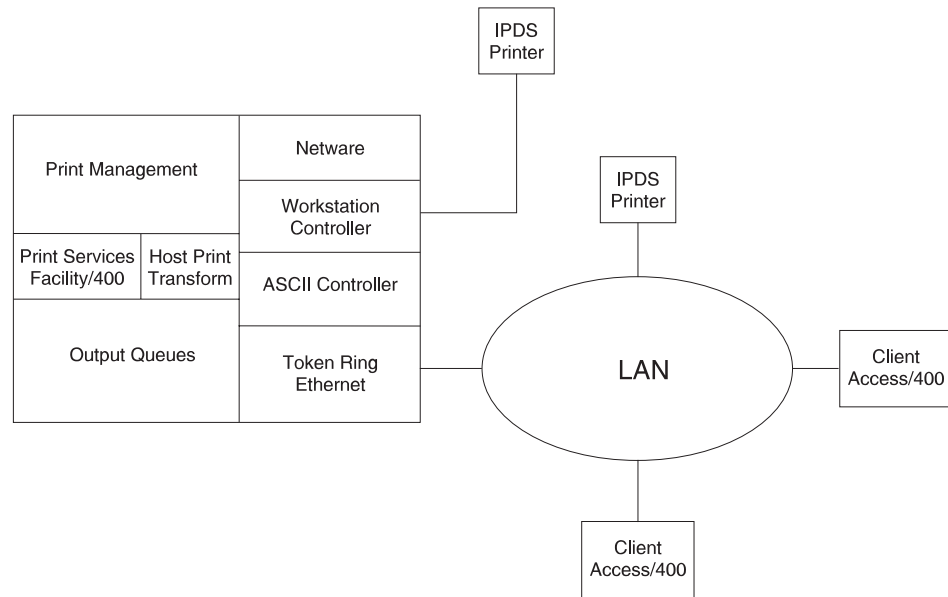 IPDS
Printer
Print Management
Netware
IPDS
Printer
Workstation
Controller
Print Services
Facility/400
Host Print
Transform
ASCII Controller
Output Queues
Token Ring
Ethernet
LAN
Client
Access/400
Client
Access/400